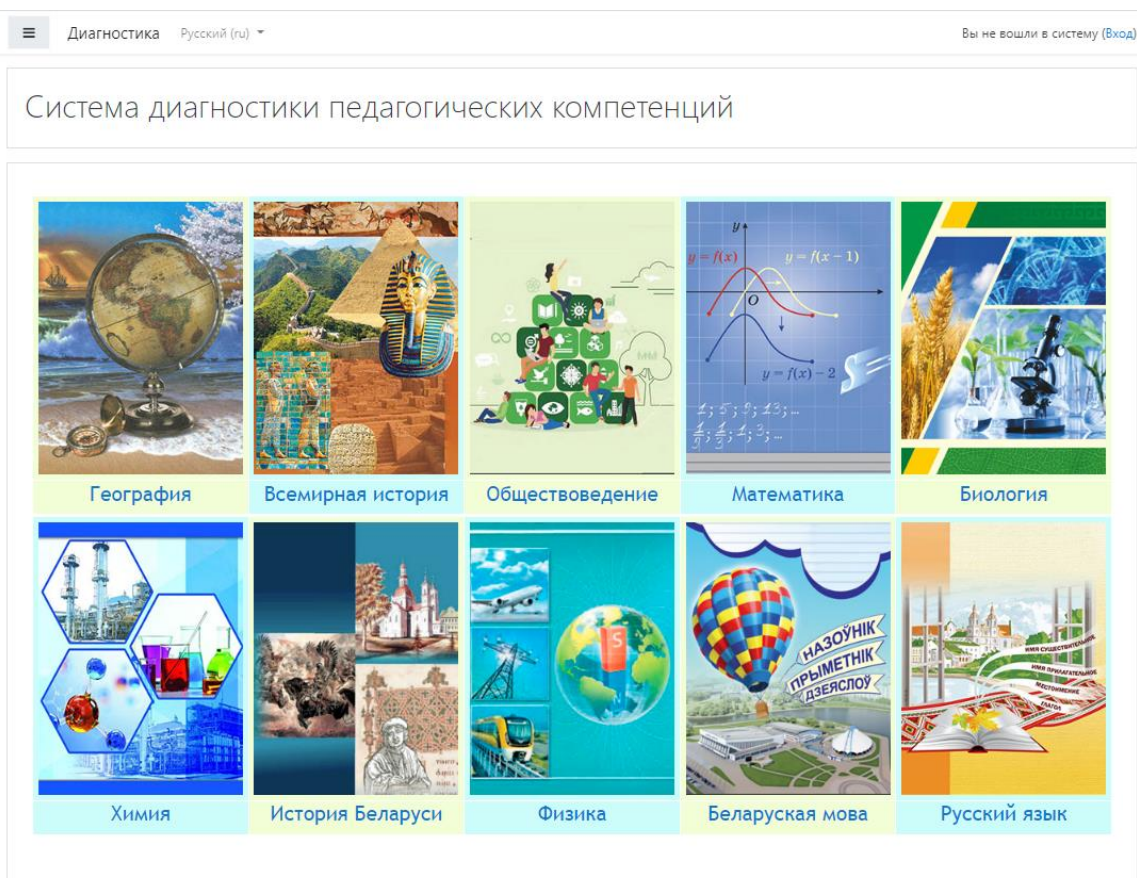 Диагностика Русский (ru)
Вы не вошли в систему (Вход)
Система диагностики педагогических компетенций
y
y = f(x)
y = f(x − 1)
O
y = f(x) − 2
География
Всемирная история
Обществоведение
Математика
Биология
S
НАЗОЎНІК
ПРЫМЕТНІК
ДЗЕЯСЛОЎ
ИМЯ СУЩЕСТВИТЕЛЬНОЕ
ИМЯ ПРИЛАГАТЕЛЬНОЕ
МЕСТОИМЕНИЕ
ГЛАГОЛ
Химия
История Беларуси
Физика
Беларуская мова
Русский язык